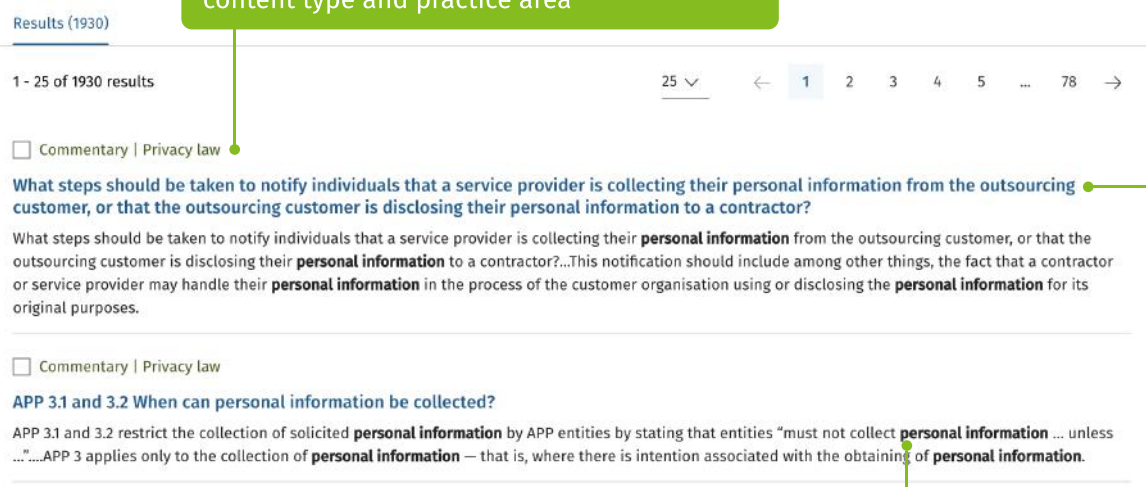 content type and practice area
Results (1930)
1 - 25 of 1930 results
25 1 2 3 4 5 ... 78
Commentary | Privacy law
What steps should be taken to notify individuals that a service provider is collecting their personal information from the outsourcing
customer, or that the outsourcing customer is disclosing their personal information to a contractor?
What steps should be taken to notify individuals that a service provider is collecting their personal information from the outsourcing customer, or that the
outsourcing customer is disclosing their personal information to a contractor?...This notification should include among other things, the fact that a contractor
or service provider may handle their personal information in the process of the customer organisation using or disclosing the personal information for its
original purposes.
Commentary | Privacy law
APP 3.1 and 3.2 When can personal information be collected?
APP 3.1 and 3.2 restrict the collection of solicited personal information by APP entities by stating that entities “must not collect personal information ... unless
...”....APP 3 applies only to the collection of personal information — that is, where there is intention associated with the obtaining of personal information.